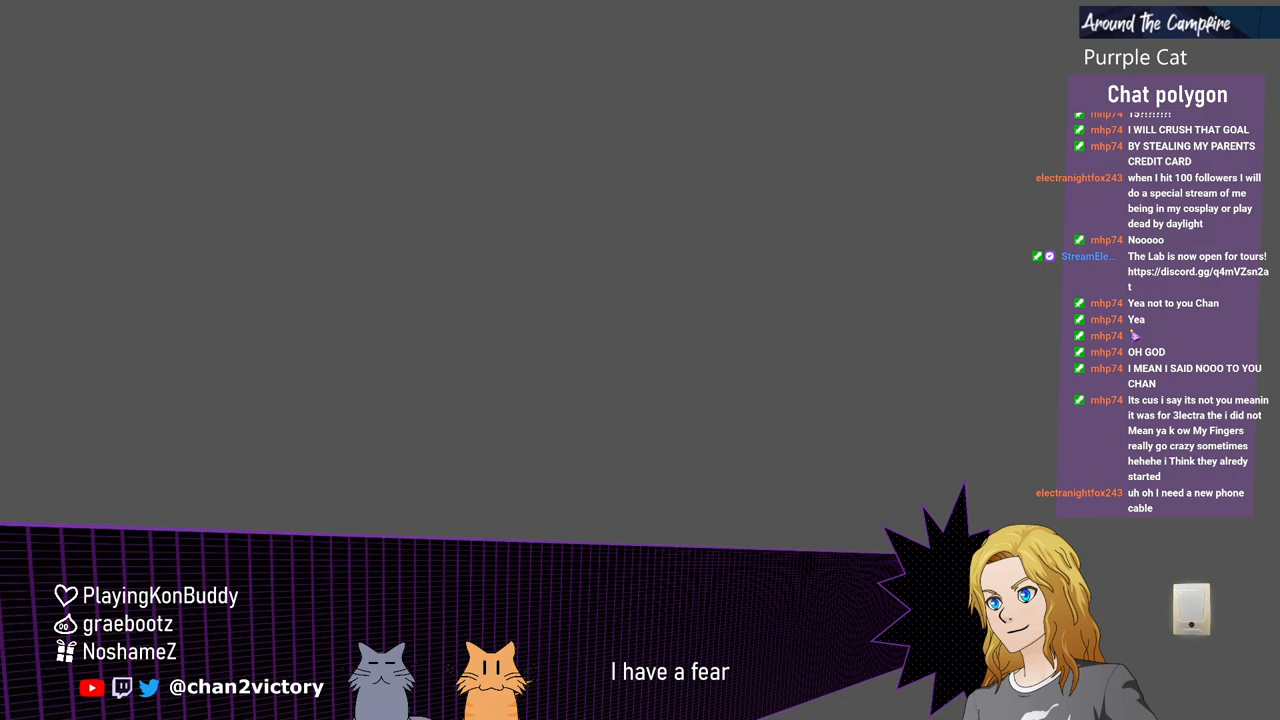 Around The Campfire
Purrple Cat
Chat polygon
mhp74
mhp74 I WILL CRUSH THAT GOAL
mhp74 BY STEALING MY PARENTS
CREDIT CARD
electranightfox243 when I hit 100 followers I will
do a special stream of me
being in my cosplay or play
dead by daylight
mhp74 Nooooo
StreamEle... The Lab is now open for tours!
https://discord.gg/q4mVZsn2a
t
mhp74 Yea not to you Chan
mhp74 Yea
mhp74
mhp74 OH GOD
mhp74 I MEAN I SAID NOOO TO YOU
CHAN
mhp74 Its cus i say its not you meanin
it was for 3lectra the i did not
Mean ya k ow My Fingers
really go crazy sometimes
hehehe i Think they alredy
started
electranightfox243 uh oh I need a new phone
cable
PlayingKonBuddy
graebootz
NoshameZ
@chan2victory
I have a fear